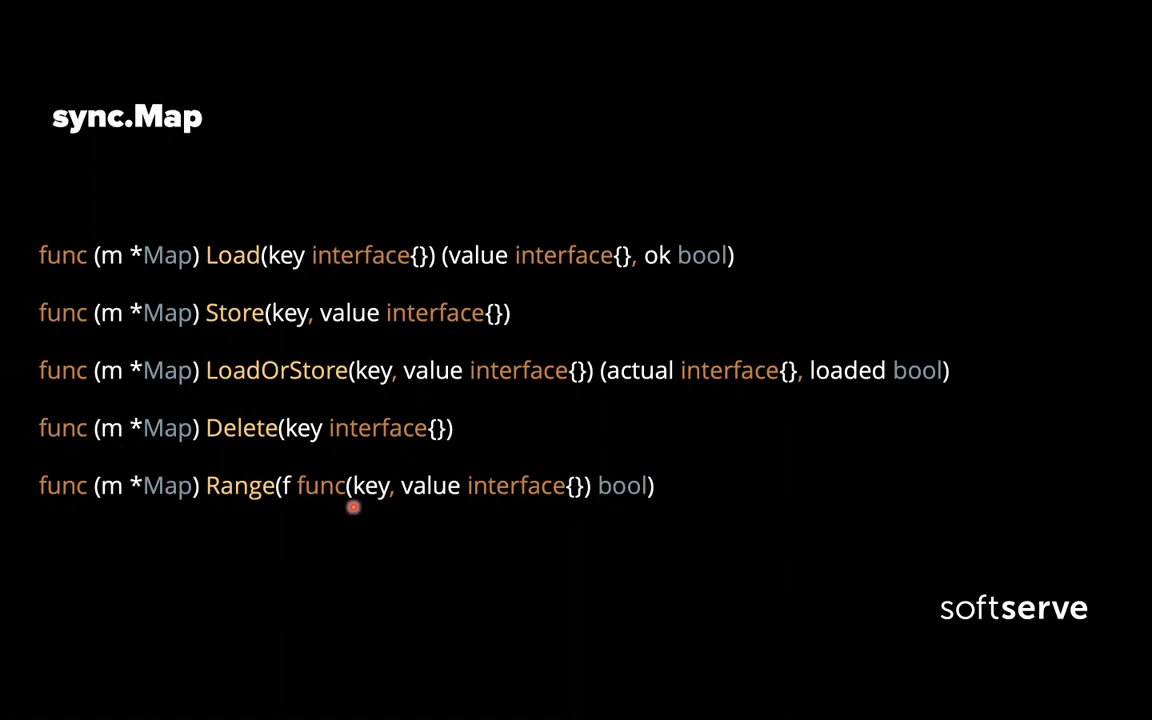 sync.Map
func (m *Map) Load(key interface{}) (value interface{}, ok bool)
func (m *Map) Store(key, value interface{})
func (m *Map) LoadOrStore(key, value interface{}) (actual interface{}, loaded bool)
func (m *Map) Delete(key interface{})
func (m *Map) Range(f func(key, value interface{}) bool)
softserve